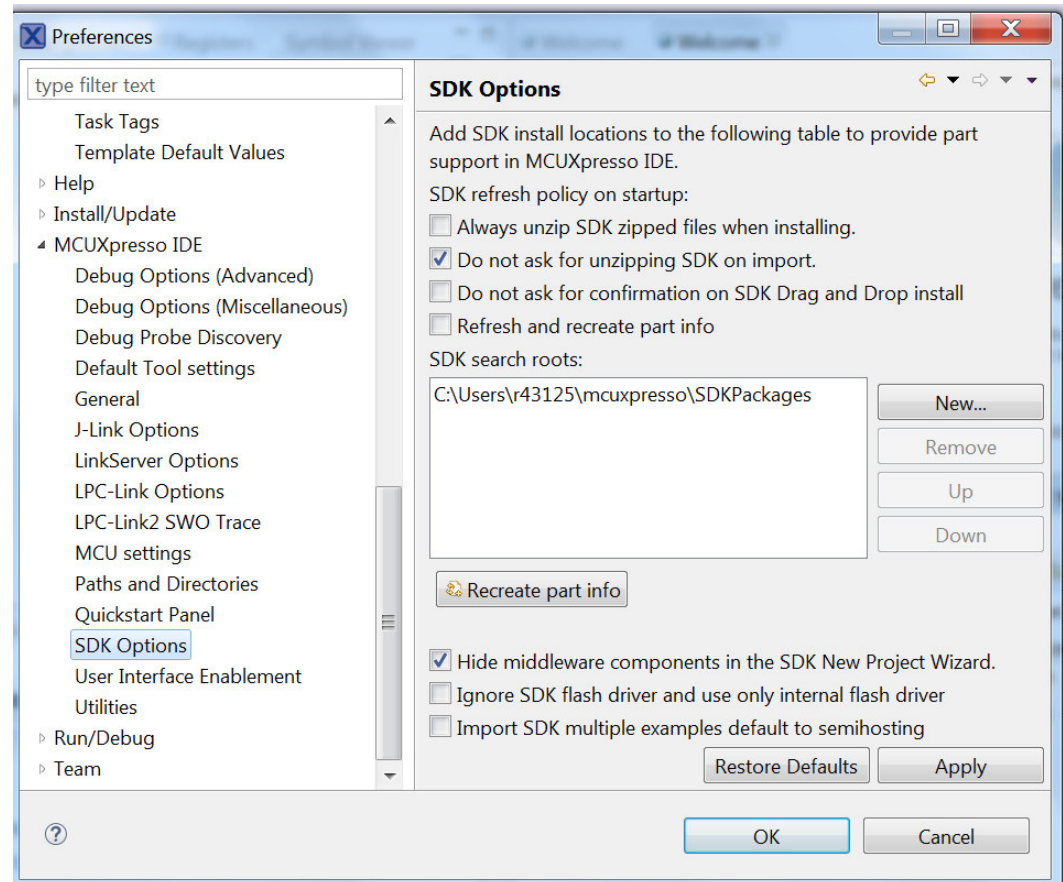 Preferences
type filter text
Task Tags
Template Default Values
Help
Install/Update
MCUXpresso IDE
Debug Options (Advanced)
Debug Options (Miscellaneous)
Debug Probe Discovery
Default Tool settings
General
J-Link Options
LinkServer Options
LPC-Link Options
LPC-Link2 SWO Trace
MCU settings
Paths and Directories
Quickstart Panel
SDK Options
User Interface Enablement
Utilities
Run/Debug
Team
SDK Options
Add SDK install locations to the following table to provide part
support in MCUXpresso IDE.
SDK refresh policy on startup:
Always unzip SDK zipped files when installing.
Do not ask for unzipping SDK on import.
Do not ask for confirmation on SDK Drag and Drop install
Refresh and recreate part info
SDK search roots:
C:\Users\r43125\mcuxpresso\SDKPackages
New...
Remove
Up
Down
Recreate part info
Hide middleware components in the SDK New Project Wizard.
Ignore SDK flash driver and use only internal flash driver
Import SDK multiple examples default to semihosting
Restore Defaults
Apply
OK
Cancel